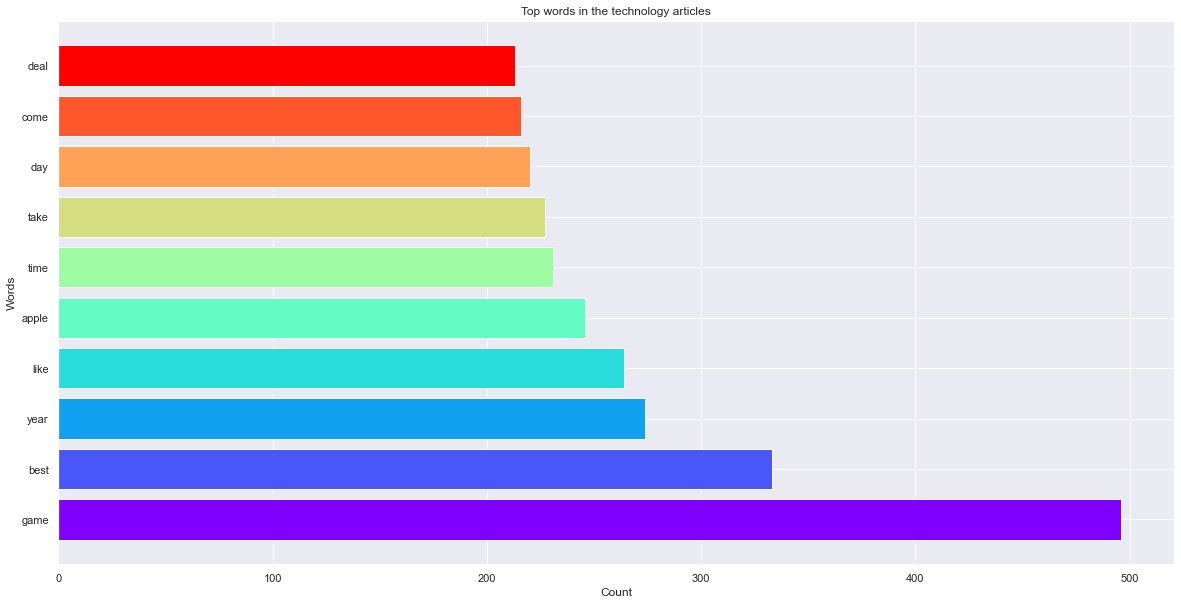 Top words in the technology articles
deal
come
day
take
time
apple
like
year
best
game
Words
0 100 200 300 400 500
Count